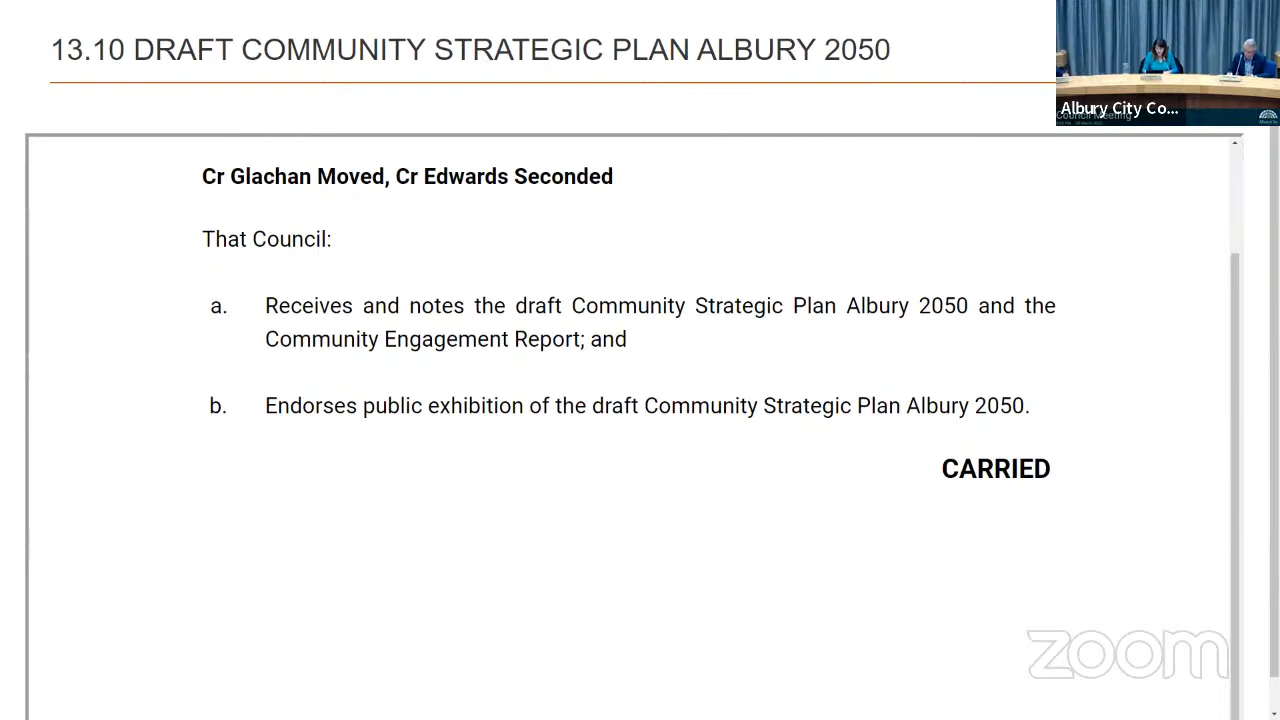 13.10 DRAFT COMMUNITY STRATEGIC PLAN ALBURY 2050
Albury City Co...
Council Meeting
Cr Glachan Moved, Cr Edwards Seconded
That Council:
a. Receives and notes the draft Community Strategic Plan Albury 2050 and the
Community Engagement Report; and
b. Endorses public exhibition of the draft Community Strategic Plan Albury 2050.
CARRIED
zoom